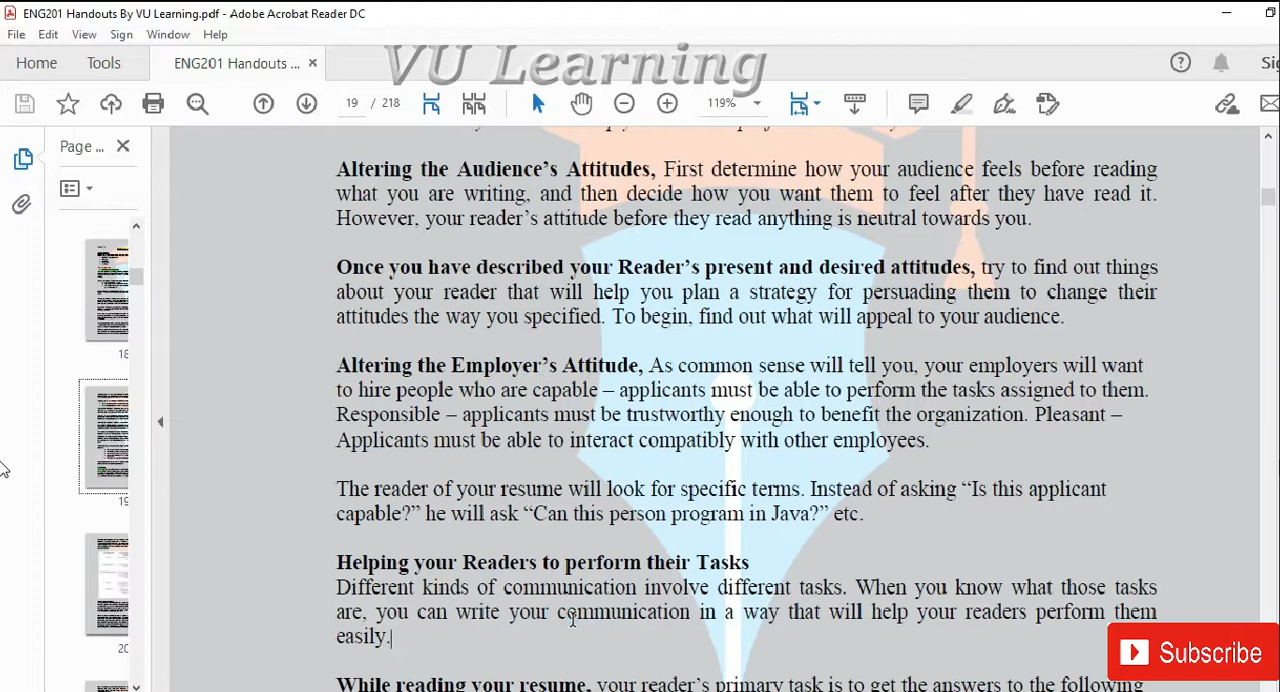 ENG201 Handouts By VU Learning.pdf - Adobe Acrobat Reader DC
File Edit View Sign Window Help
VU Learning
Home Tools ENG201 Handouts ... ×
19 / 218 119%
Page ...
Altering the Audience's Attitudes, First determine how your audience feels before reading
what you are writing, and then decide how you want them to feel after they have read it.
However, your reader's attitude before they read anything is neutral towards you.
Once you have described your Reader's present and desired attitudes, try to find out things
about your reader that will help you plan a strategy for persuading them to change their
attitudes the way you specified. To begin, find out what will appeal to your audience.
Altering the Employer's Attitude, As common sense will tell you, your employers will want
to hire people who are capable – applicants must be able to perform the tasks assigned to them.
Responsible – applicants must be trustworthy enough to benefit the organization. Pleasant –
Applicants must be able to interact compatibly with other employees.
The reader of your resume will look for specific terms. Instead of asking “Is this applicant
capable?” he will ask “Can this person program in Java?” etc.
Helping your Readers to perform their Tasks
Different kinds of communication involve different tasks. When you know what those tasks
are, you can write your communication in a way that will help your readers perform them
easily.
While reading your resume, your reader's primary task is to get the answers to the following
18
19
20
Subscribe